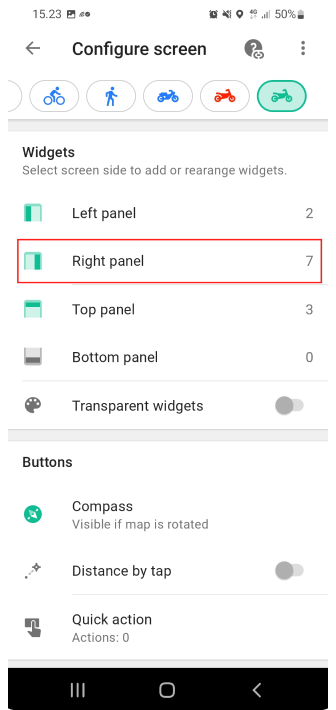 15.23
4G
50%
Configure screen
Widgets
Select screen side to add or rearrange widgets.
Left panel 2
Right panel 7
Top panel 3
Bottom panel 0
Transparent widgets
Buttons
Compass
Visible if map is rotated
Distance by tap
Quick action
Actions: 0